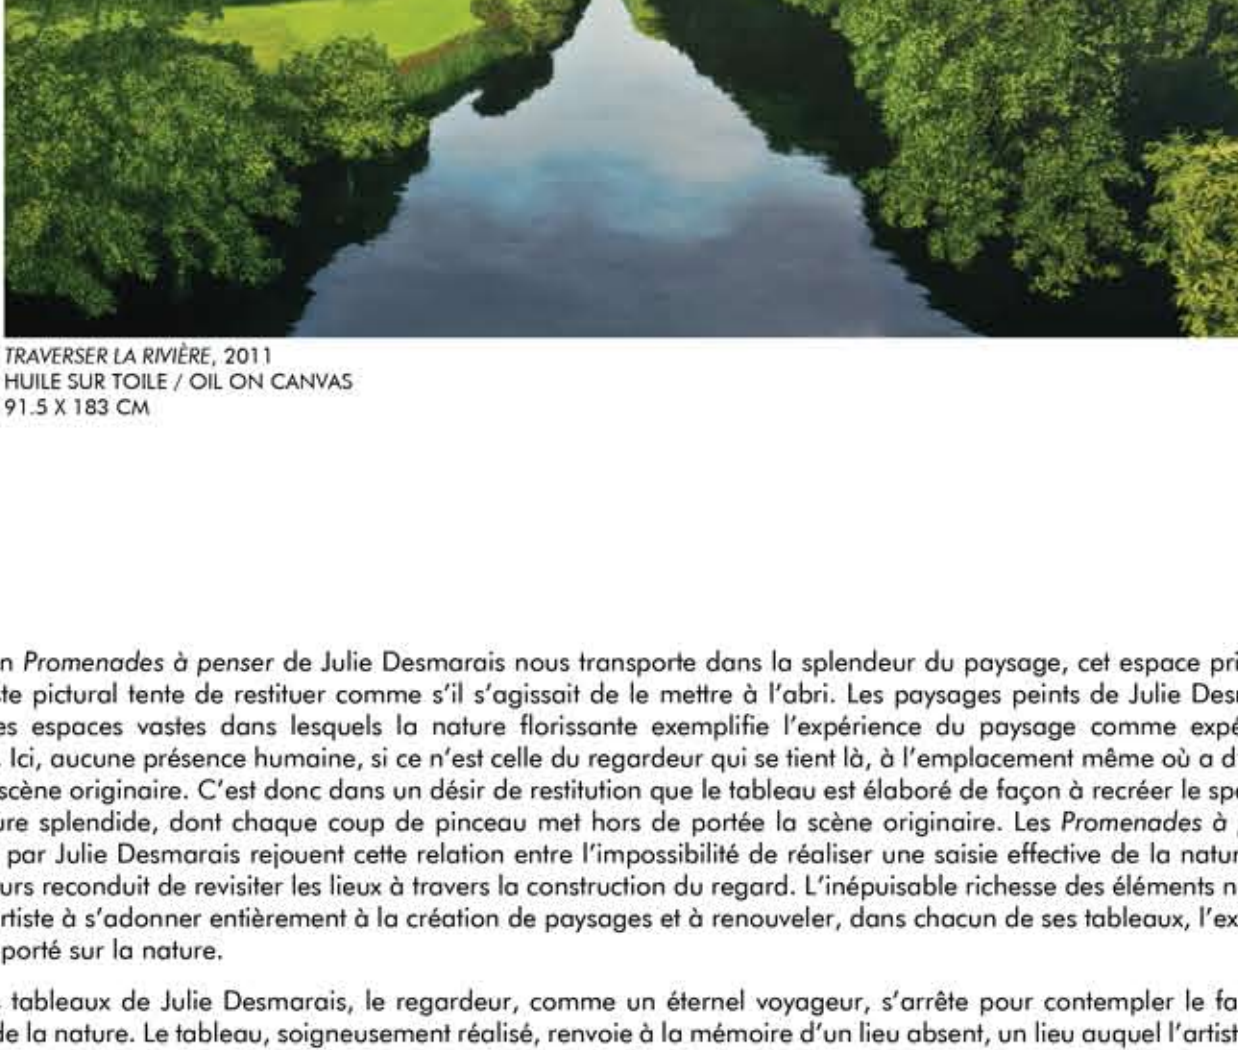 TRAVERSER LA RIVIÈRE, 2011
HUILE SUR TOILE / OIL ON CANVAS
91.5 X 183 CM
Promenades à penser de Julie Desmarais nous transporte dans la splendeur du paysage, cet espace
pictural tente de restituer comme s'il s'agissait de le mettre à l'abri. Les paysages peints de Julie
espaces vastes dans lesquels la nature florissante exemplifie l'expérience du paysage comme
Ici, aucune présence humaine, si ce n'est celle du regardeur qui se tient là, à l'emplacement même où a
scène originaire. C'est donc dans un désir de restitution que le tableau est élaboré de façon à recréer le
splendide, dont chaque coup de pinceau met hors de portée la scène originaire. Les Promenades à
par Julie Desmarais rejouent cette relation entre l'impossibilité de réaliser une saisie effective de la
reconduit de revisiter les lieux à travers la construction du regard. L'inépuisable richesse des éléments
à s'adonner entièrement à la création de paysages et à renouveler, dans chacun de ses tableaux,
porté sur la nature.
tableaux de Julie Desmarais, le regardeur, comme un éternel voyageur, s'arrête pour contempler le
de la nature. Le tableau, soigneusement réalisé, renvoie à la mémoire d'un lieu absent, un lieu auquel